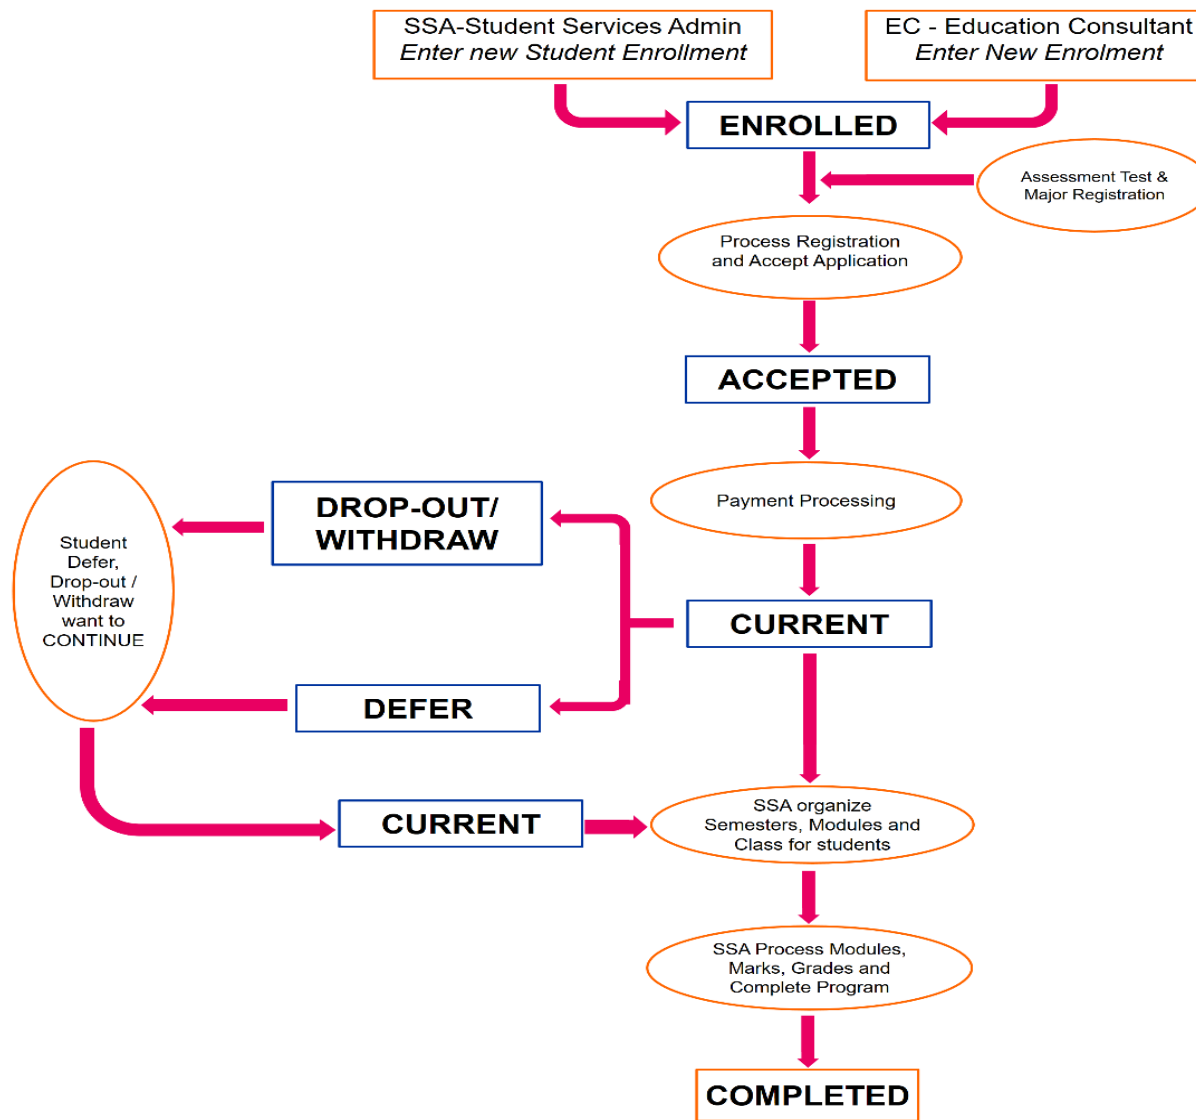 SSA-Student Services Admin
Enter new Student Enrollment
EC - Education Consultant
Enter New Enrolment
ENROLLED
Assessment Test &
Major Registration
Process Registration
and Accept Application
ACCEPTED
Payment Processing
DROP-OUT/
WITHDRAW
Student
Defer,
Drop-out /
Withdraw
want to
CONTINUE
CURRENT
DEFER
CURRENT
SSA organize
Semesters, Modules and
Class for students
SSA Process Modules,
Marks, Grades and
Complete Program
COMPLETED